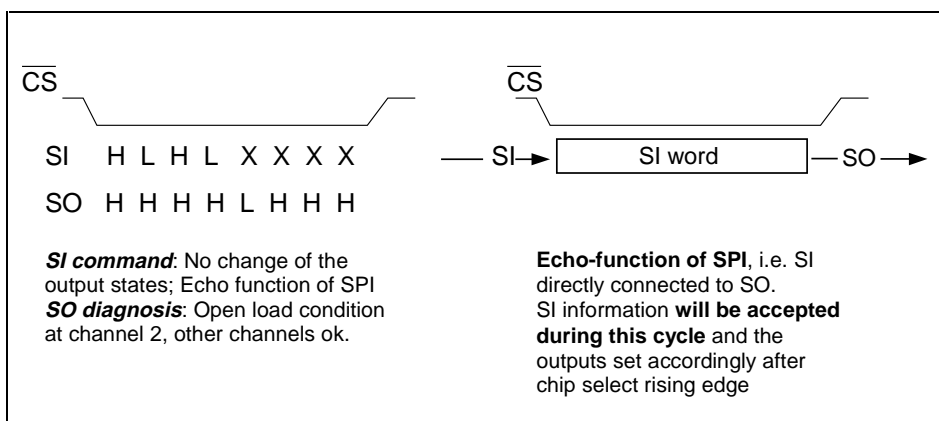 CS
SI H L H L X X X X
SO H H H H L H H H
SI command: No change of the
output states; Echo function of SPI
SO diagnosis: Open load condition
at channel 2, other channels ok.
CS
SI SI word SO
Echo-function of SPI, i.e. SI
directly connected to SO.
SI information will be accepted
during this cycle and the
outputs set accordingly after
chip select rising edge